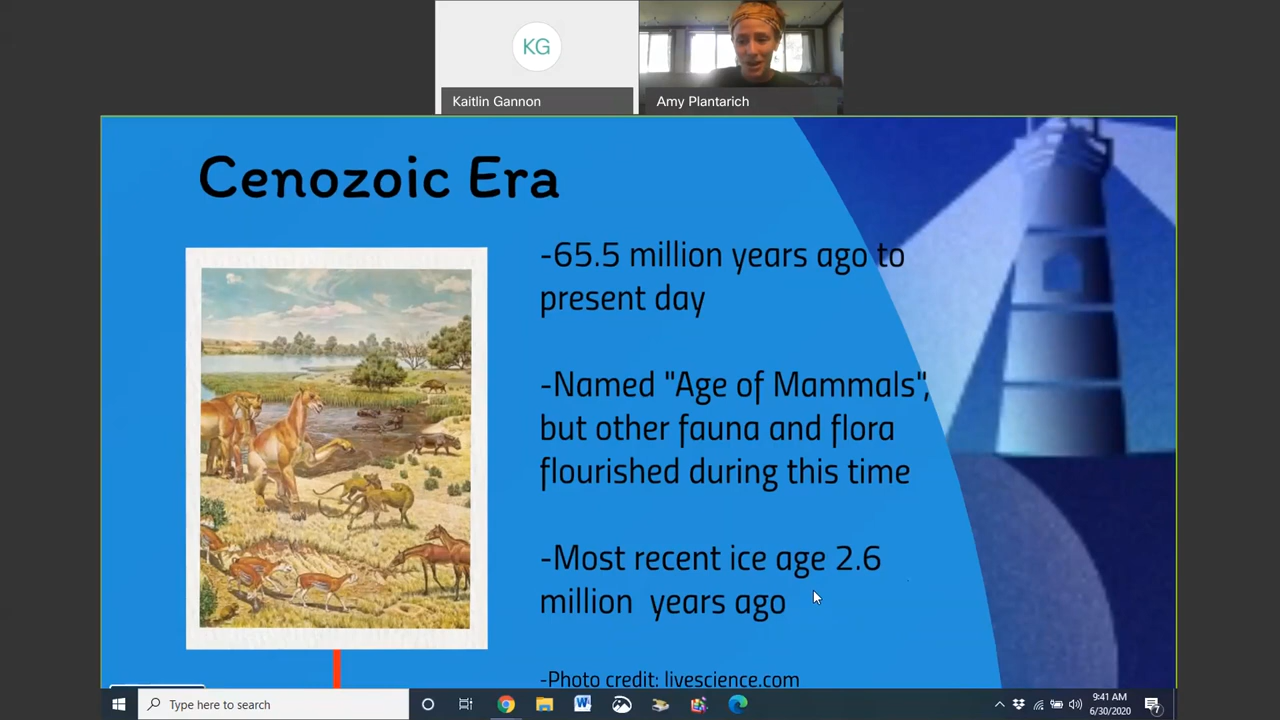 KG
Kaitlin Gannon
Amy Plantarich
Cenozoic Era
-65.5 million years ago to
present day
-Named "Age of Mammals",
but other fauna and flora
flourished during this time
-Most recent ice age 2.6
million  years ago
-Photo credit: livescience.com
Type here to search
9:41 AM
6/30/2020
7